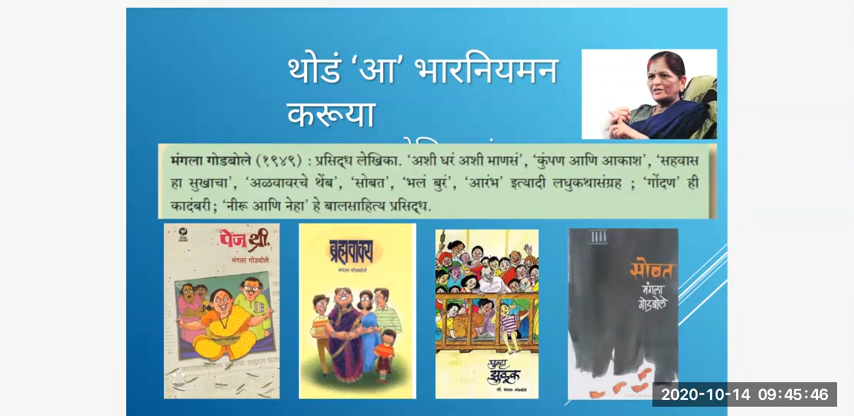 थोडं ‘आ’ भारनियमन
करूया
मंगला गोडबोले (१९४९) : प्रसिद्ध लेखिका. ‘अशी घरं अशी माणसं’, ‘कुंपण आणि आकाश’, ‘सहवास
हा सुखाचा’, ‘अळवावरचे थेंब’, ‘सोबत’, ‘भलं बुरं’, ‘आरंभ’ इत्यादी लघुकथासंग्रह ; ‘गोंदण’ ही
कादंबरी; ‘नीरू आणि नेहा’ हे बालसाहित्य प्रसिद्ध.
पेज थ्री
मंगला गोडबोले
ब्रह्मवाक्य
मंगला गोडबोले
पुन्हा
झुळूक
मंगला गोडबोले
सोबत
मंगला
गोडबोले
2020-10-14 09:45:46